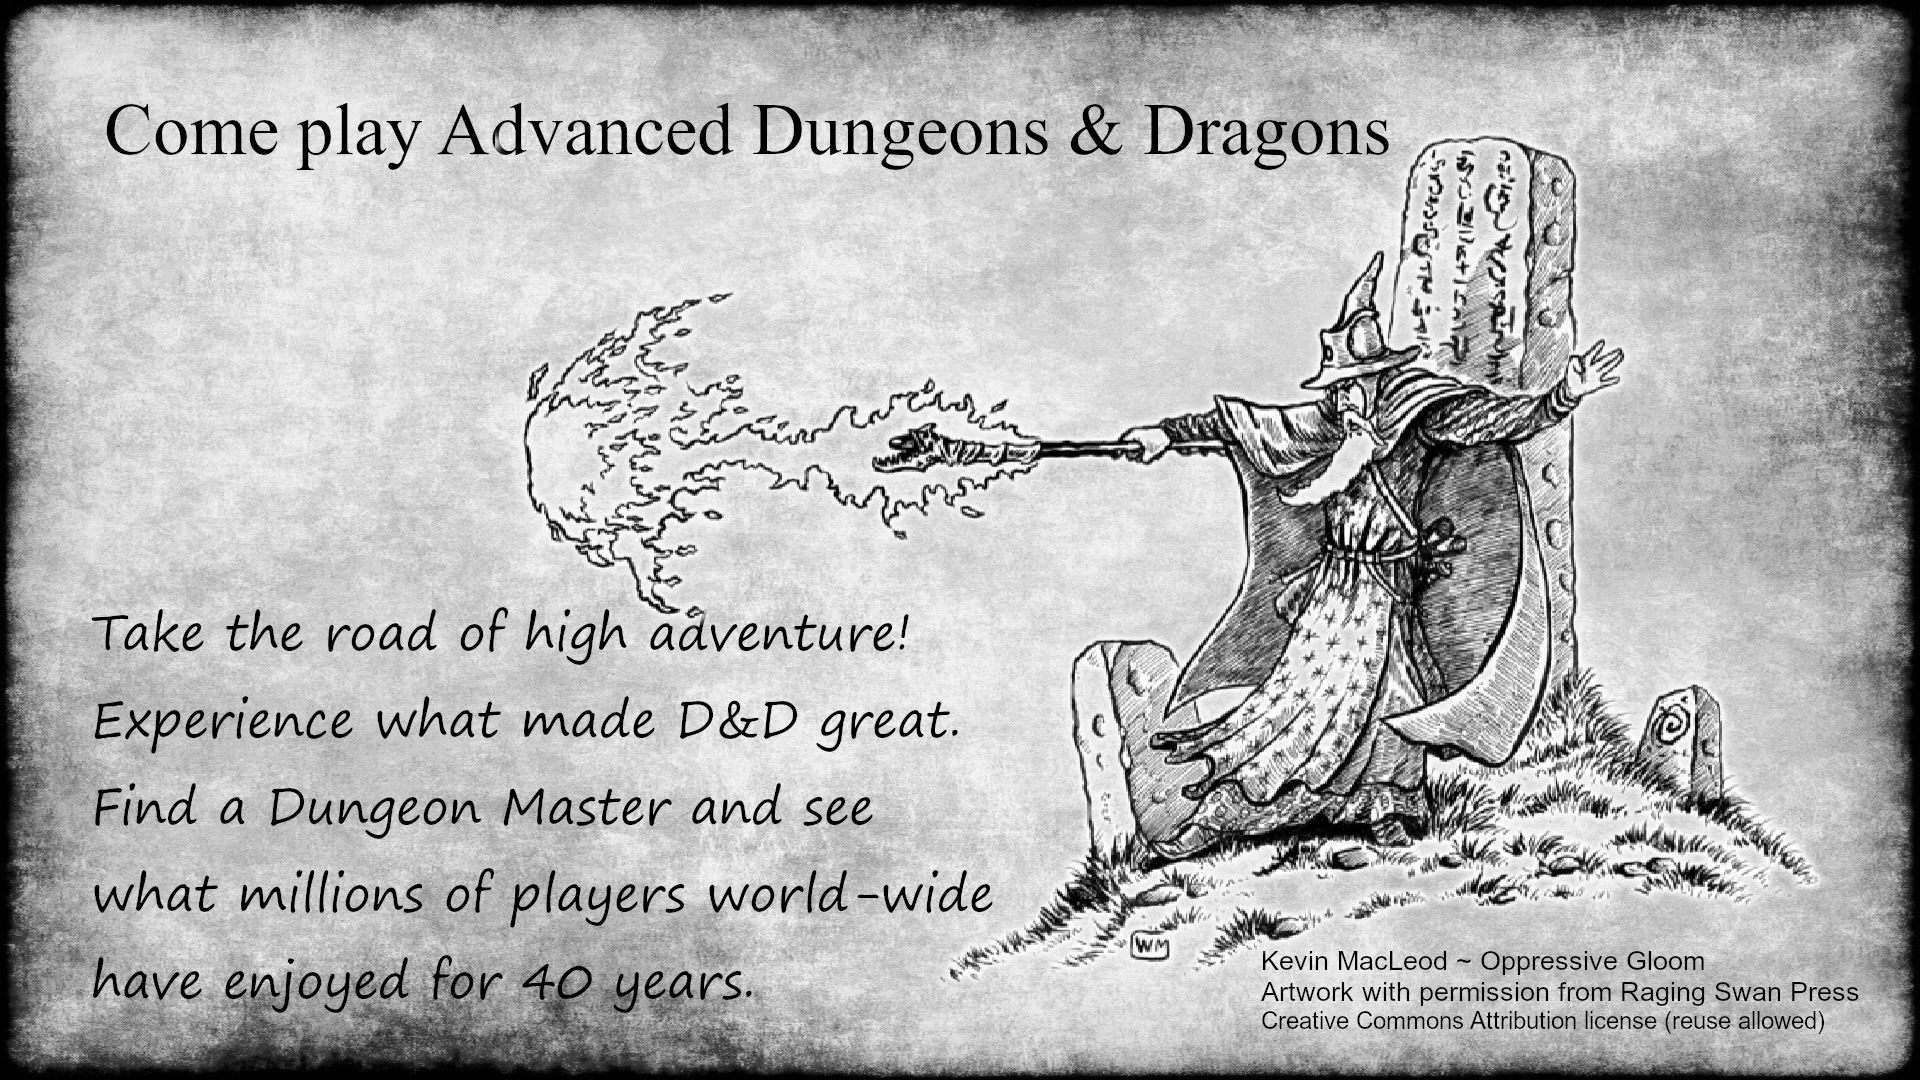 Come play Advanced Dungeons & Dragons
Take the road of high adventure!
Experience what made D&D great.
Find a Dungeon Master and see
what millions of players world-wide
have enjoyed for 40 years.
WM
Kevin MacLeod ~ Oppressive Gloom
Artwork with permission from Raging Swan Press
Creative Commons Attribution license (reuse allowed)